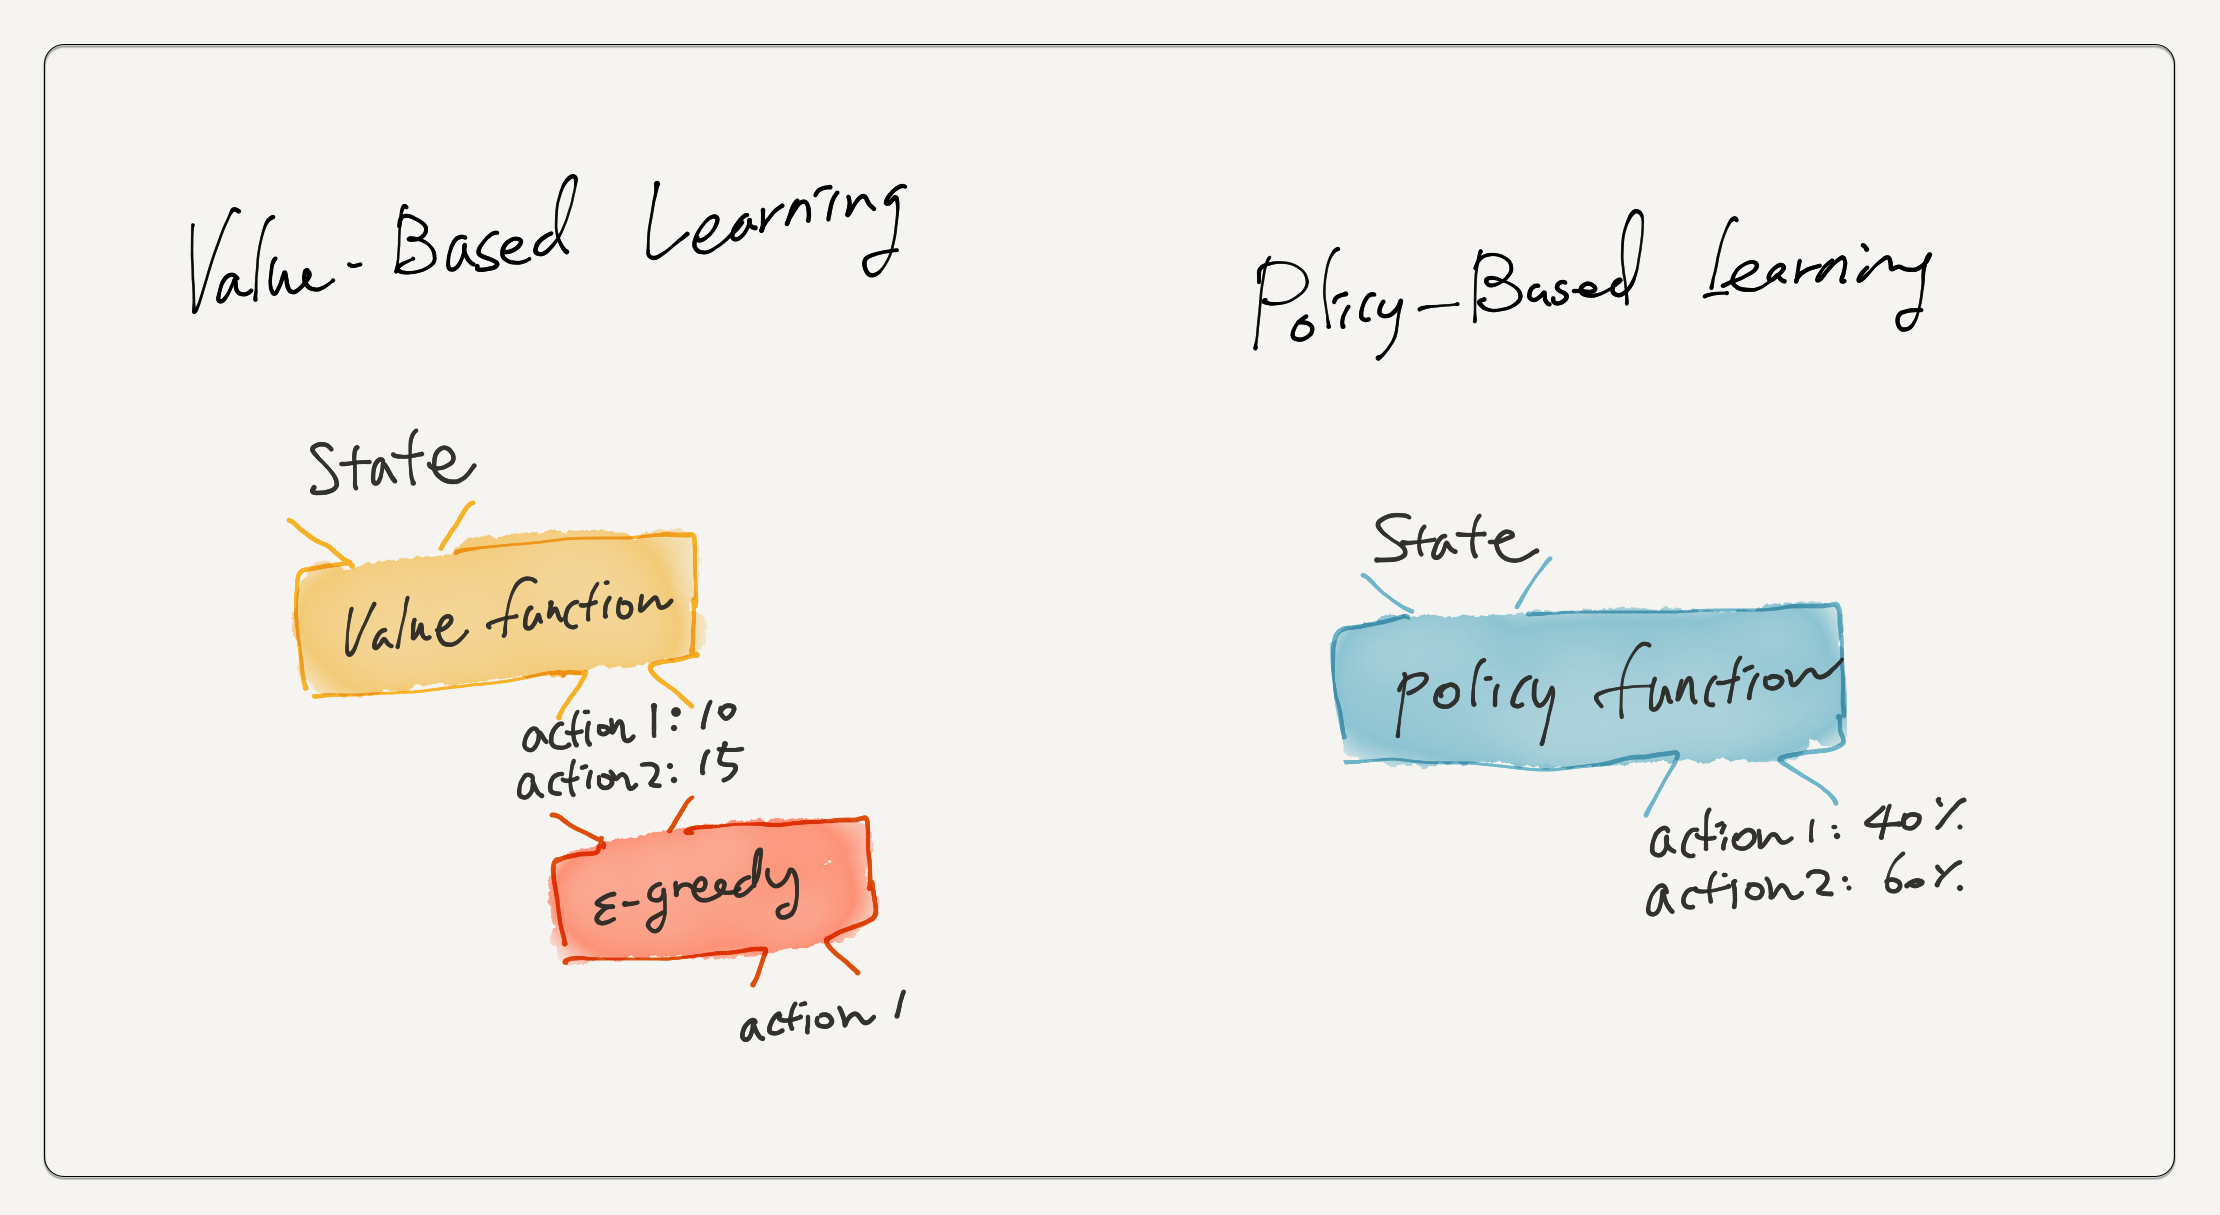 Value-Based Learning
State
Value function
action 1: 10
action 2: 15
ε-greedy
action 1
Policy-Based Learning
State
policy function
action 1: 40%
action 2: 60%